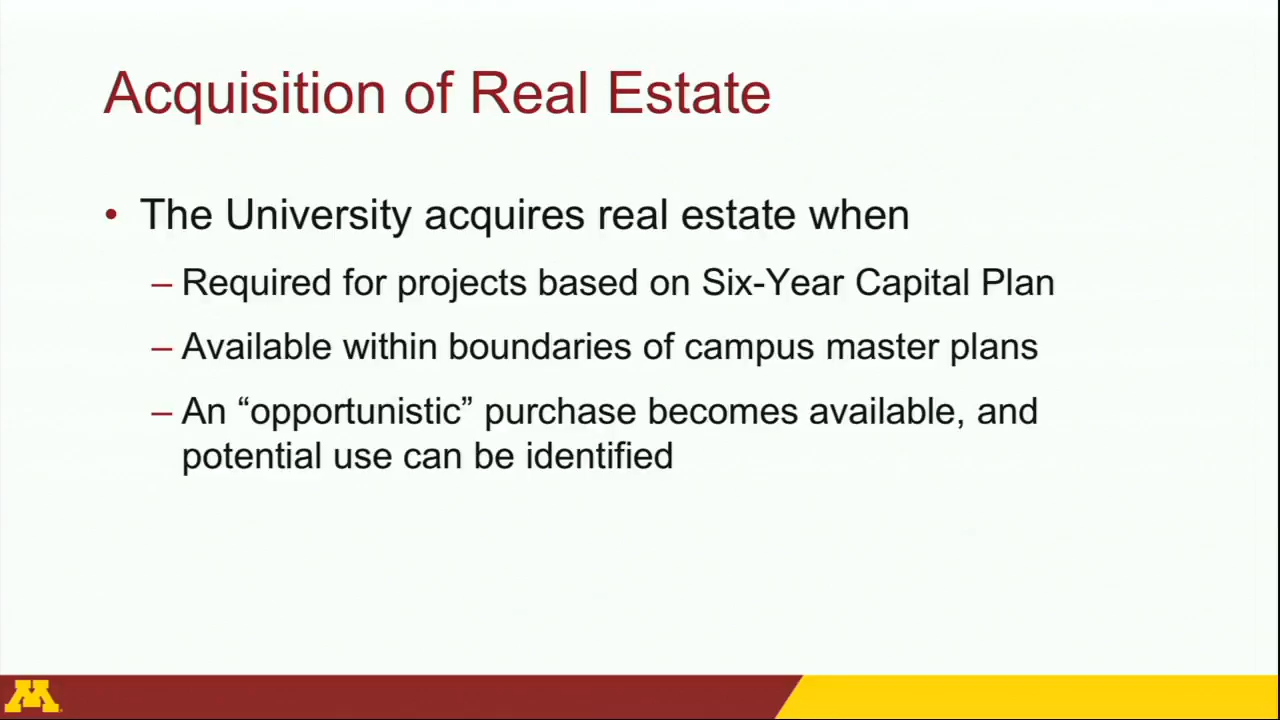 Acquisition of Real Estate
• The University acquires real estate when
– Required for projects based on Six-Year Capital Plan
– Available within boundaries of campus master plans
– An “opportunistic” purchase becomes available, and
potential use can be identified
M